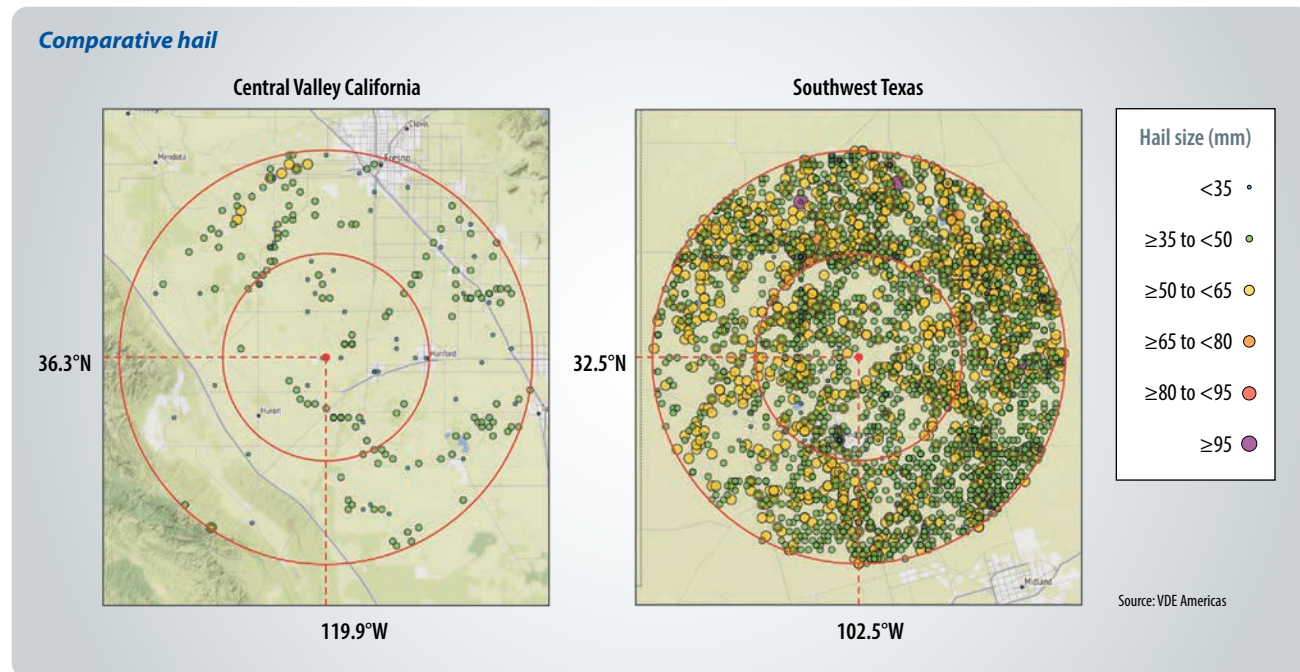 Comparative hail
Central Valley California
Southwest Texas
Mendota
Clovis
Fresno
Hanford
Huron
36.3°N
119.9°W
32.5°N
102.5°W
Midland
Hail size (mm)
<35
≥35 to <50
≥50 to <65
≥65 to <80
≥80 to <95
≥95
Source: VDE Americas